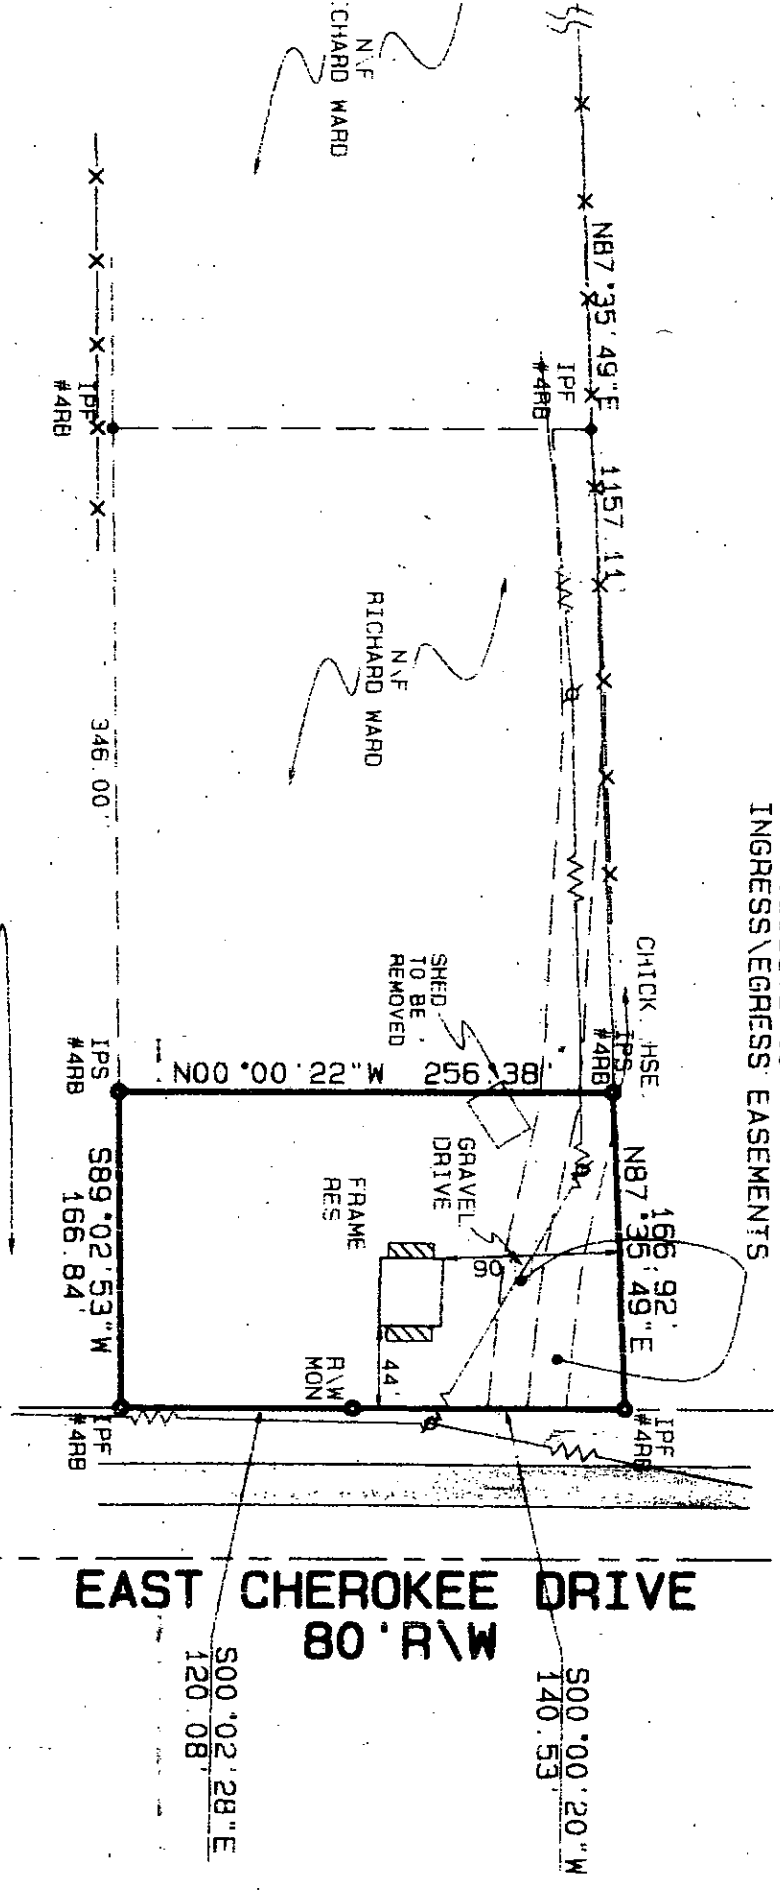 N\F
CHARD WARD
N87°35'49"E
1157.11'
IPF
#4RB
IPF
#4RB
N\F
RICHARD WARD
346.00'
INGRESS\EGRESS EASEMENTS
CHICK. HSE.
IPS
#4RB
SHED
TO BE
REMOVED
IPS
#4RB
N00°00'22"W 256.38'
166.92'
N87°35'49"E
GRAVEL
DRIVE
FRAME
RES
90'
44'
S89°02'53"W
166.84'
R\W
MON
IPF
#4RB
IPF
#4RB
EAST CHEROKEE DRIVE
80'R\W
S00°00'20"W
140.53'
S00°02'28"E
120.08'